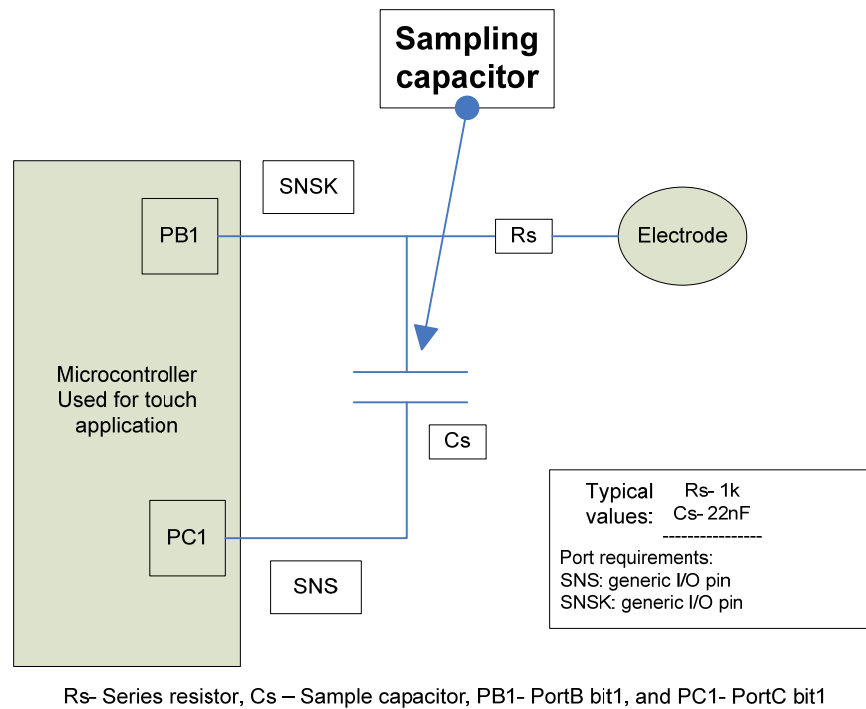 Sampling
capacitor
SNSK
PB1
Rs
Electrode
Microcontroller
Used for touch
application
Cs
PC1
SNS
Typical
values:
Rs- 1k
Cs- 22nF
----------------
Port requirements:
SNS: generic I/O pin
SNSK: generic I/O pin
Rs- Series resistor, Cs – Sample capacitor, PB1- PortB bit1, and PC1- PortC bit1